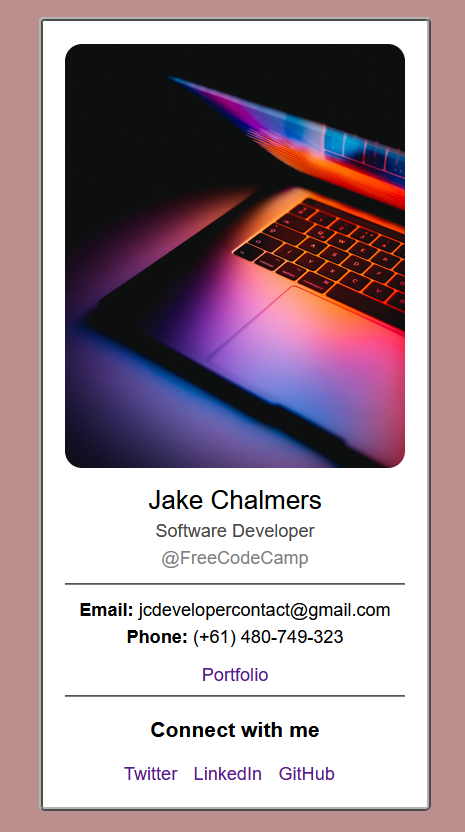 Jake Chalmers
Software Developer
@FreeCodeCamp
Email: jcdevelopercontact@gmail.com
Phone: (+61) 480-749-323
Portfolio
Connect with me
Twitter LinkedIn GitHub